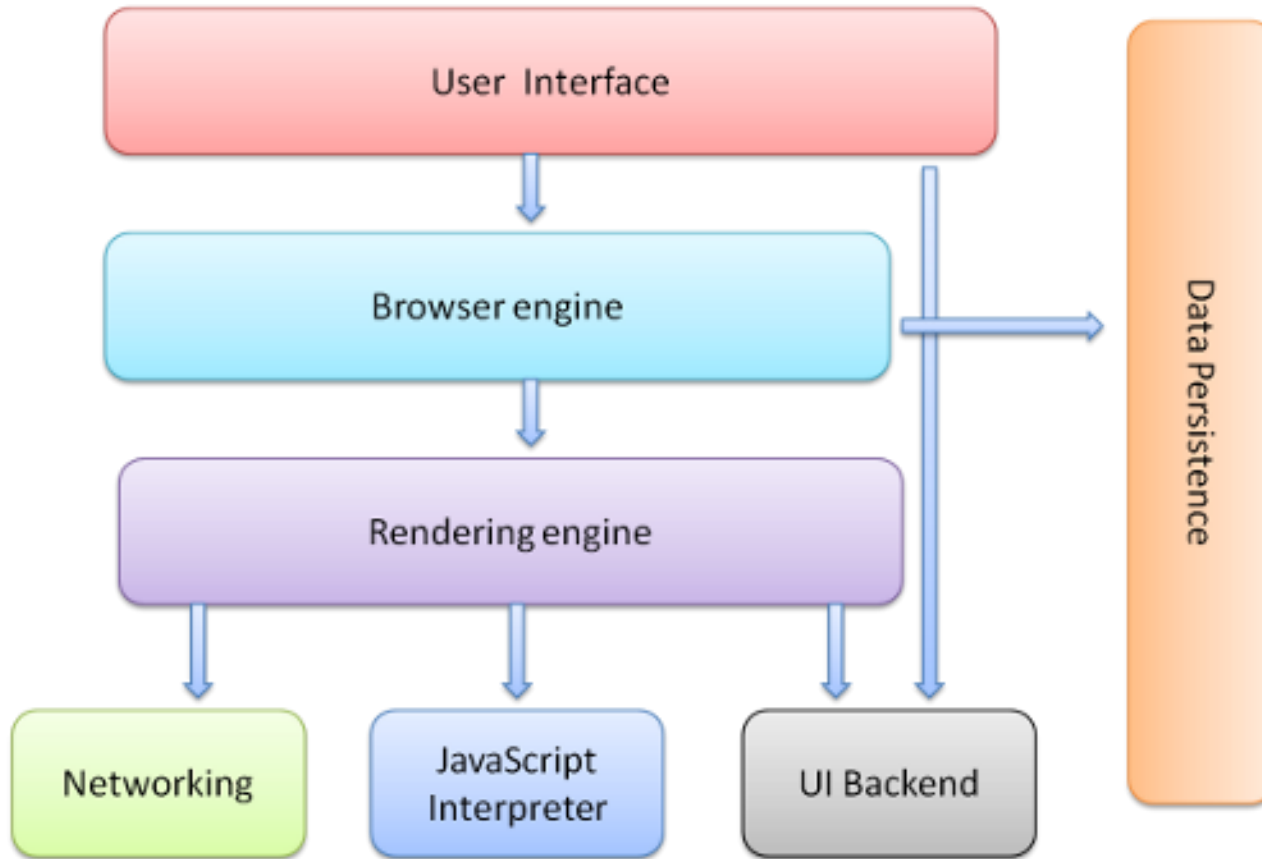 User Interface
Browser engine
Data Persistence
Rendering engine
Networking
JavaScript
Interpreter
UI Backend